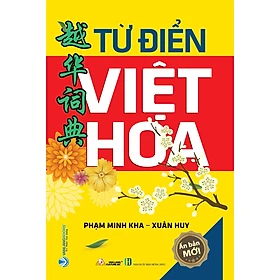 越华词典
TỪ ĐIỂN
VIỆT
HOA
PHẠM MINH KHA – XUÂN HUY
Ấn bản
MỚI